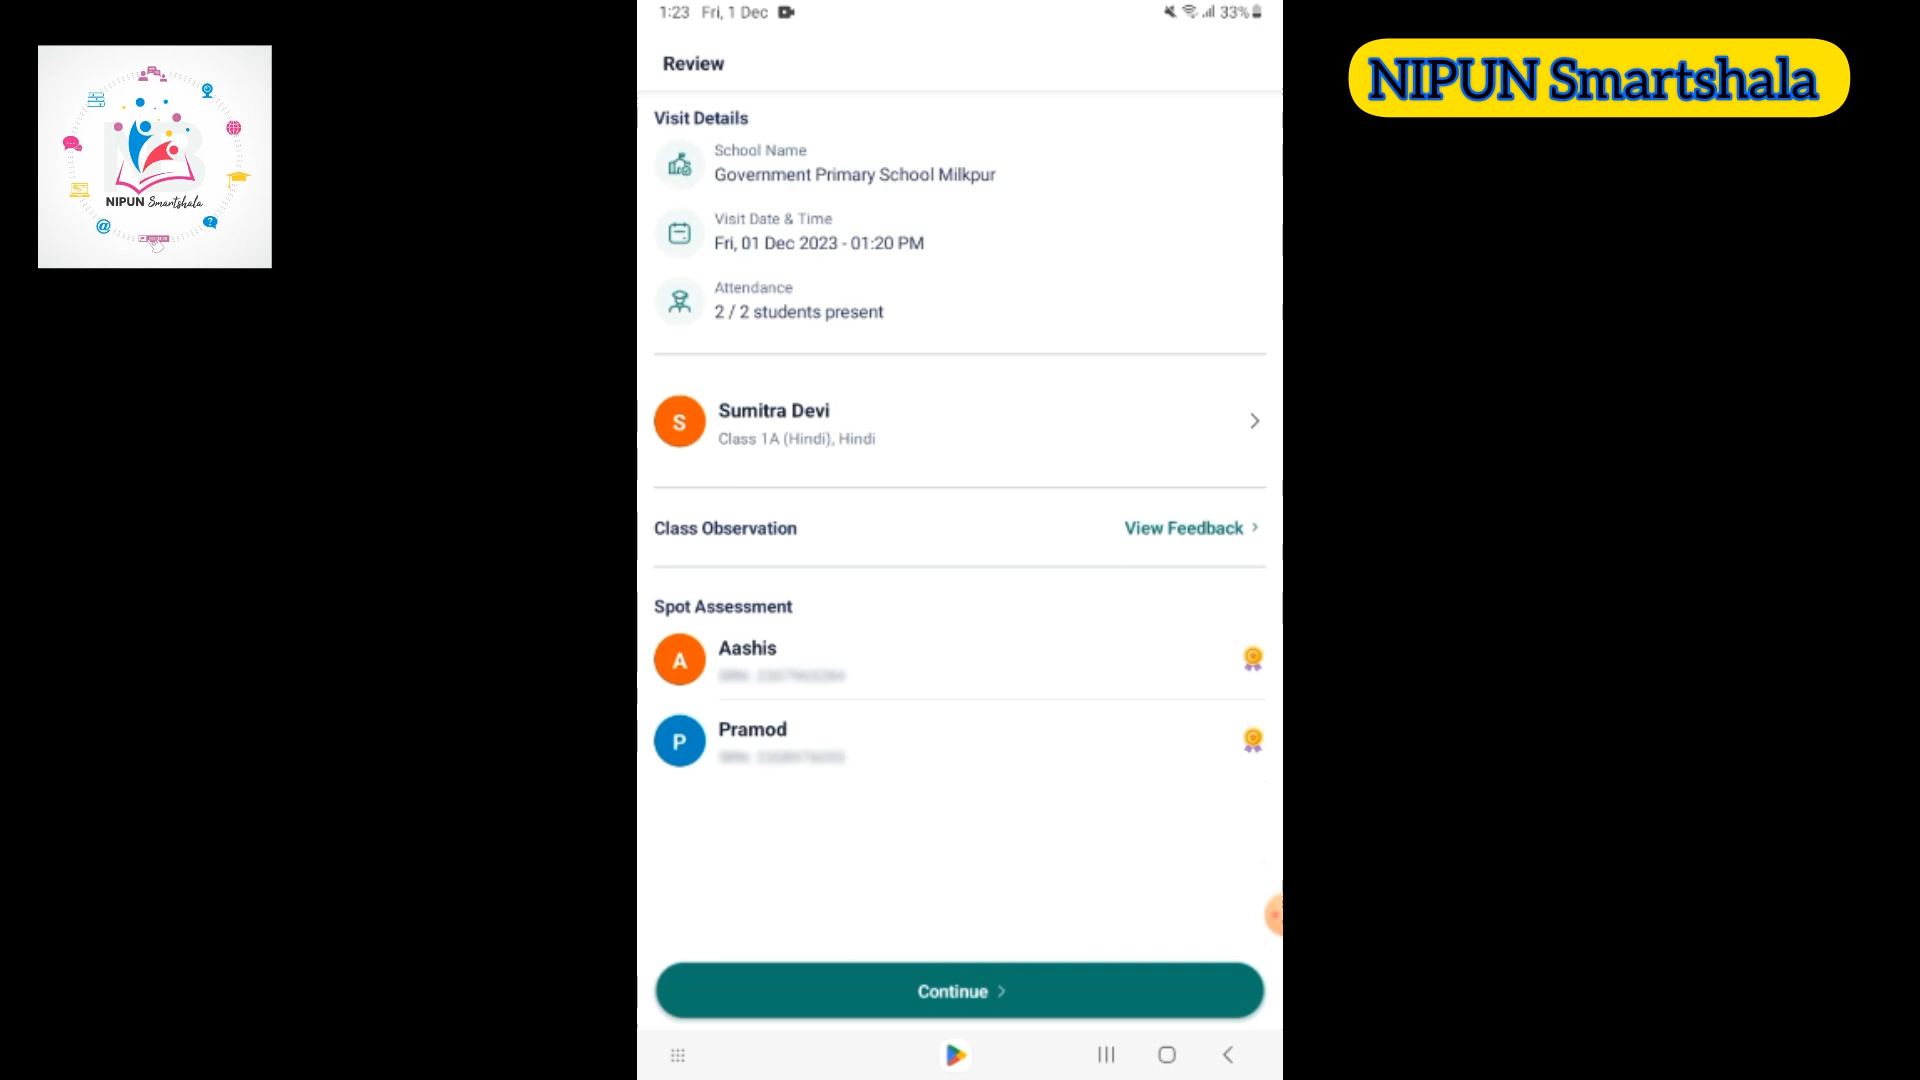 NIPUN Smartshala
1:23 Fri, 1 Dec
33%
NIPUN Smartshala
Review
Visit Details
School Name
Government Primary School Milkpur
Visit Date & Time
Fri, 01 Dec 2023 - 01:20 PM
Attendance
2 / 2 students present
S
Sumitra Devi
Class 1A (Hindi), Hindi
Class Observation
View Feedback
Spot Assessment
A
Aashis
P
Pramod
Continue